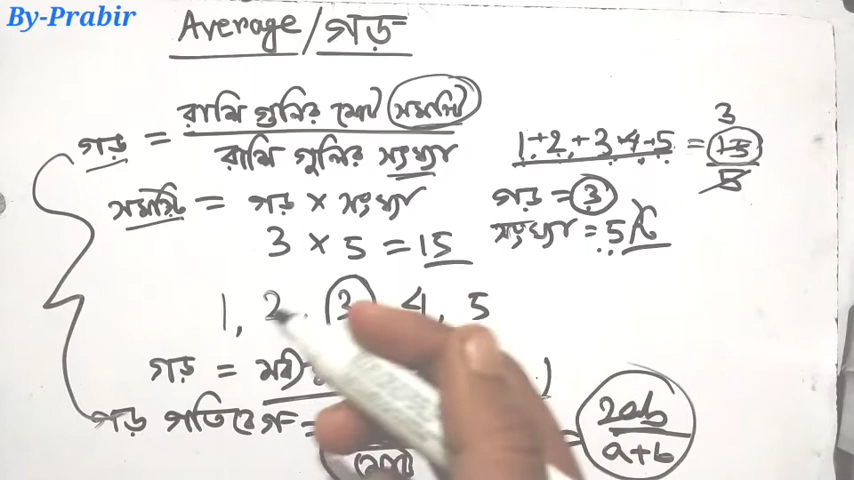 By-Prabir
Average/গড়
গড় = রাশি গুলির মোট সমষ্টি
রাশি গুলির সংখ্যা
1+2+3+4+5 = 15
5
3
সমষ্টি = গড় × সংখ্যা
গড় = 3
3 × 5 = 15
সংখ্যা = 5
1, 2, 3, 4, 5
গড় =
গড় গতিবেগ =
মোট
= 2ab
a+b